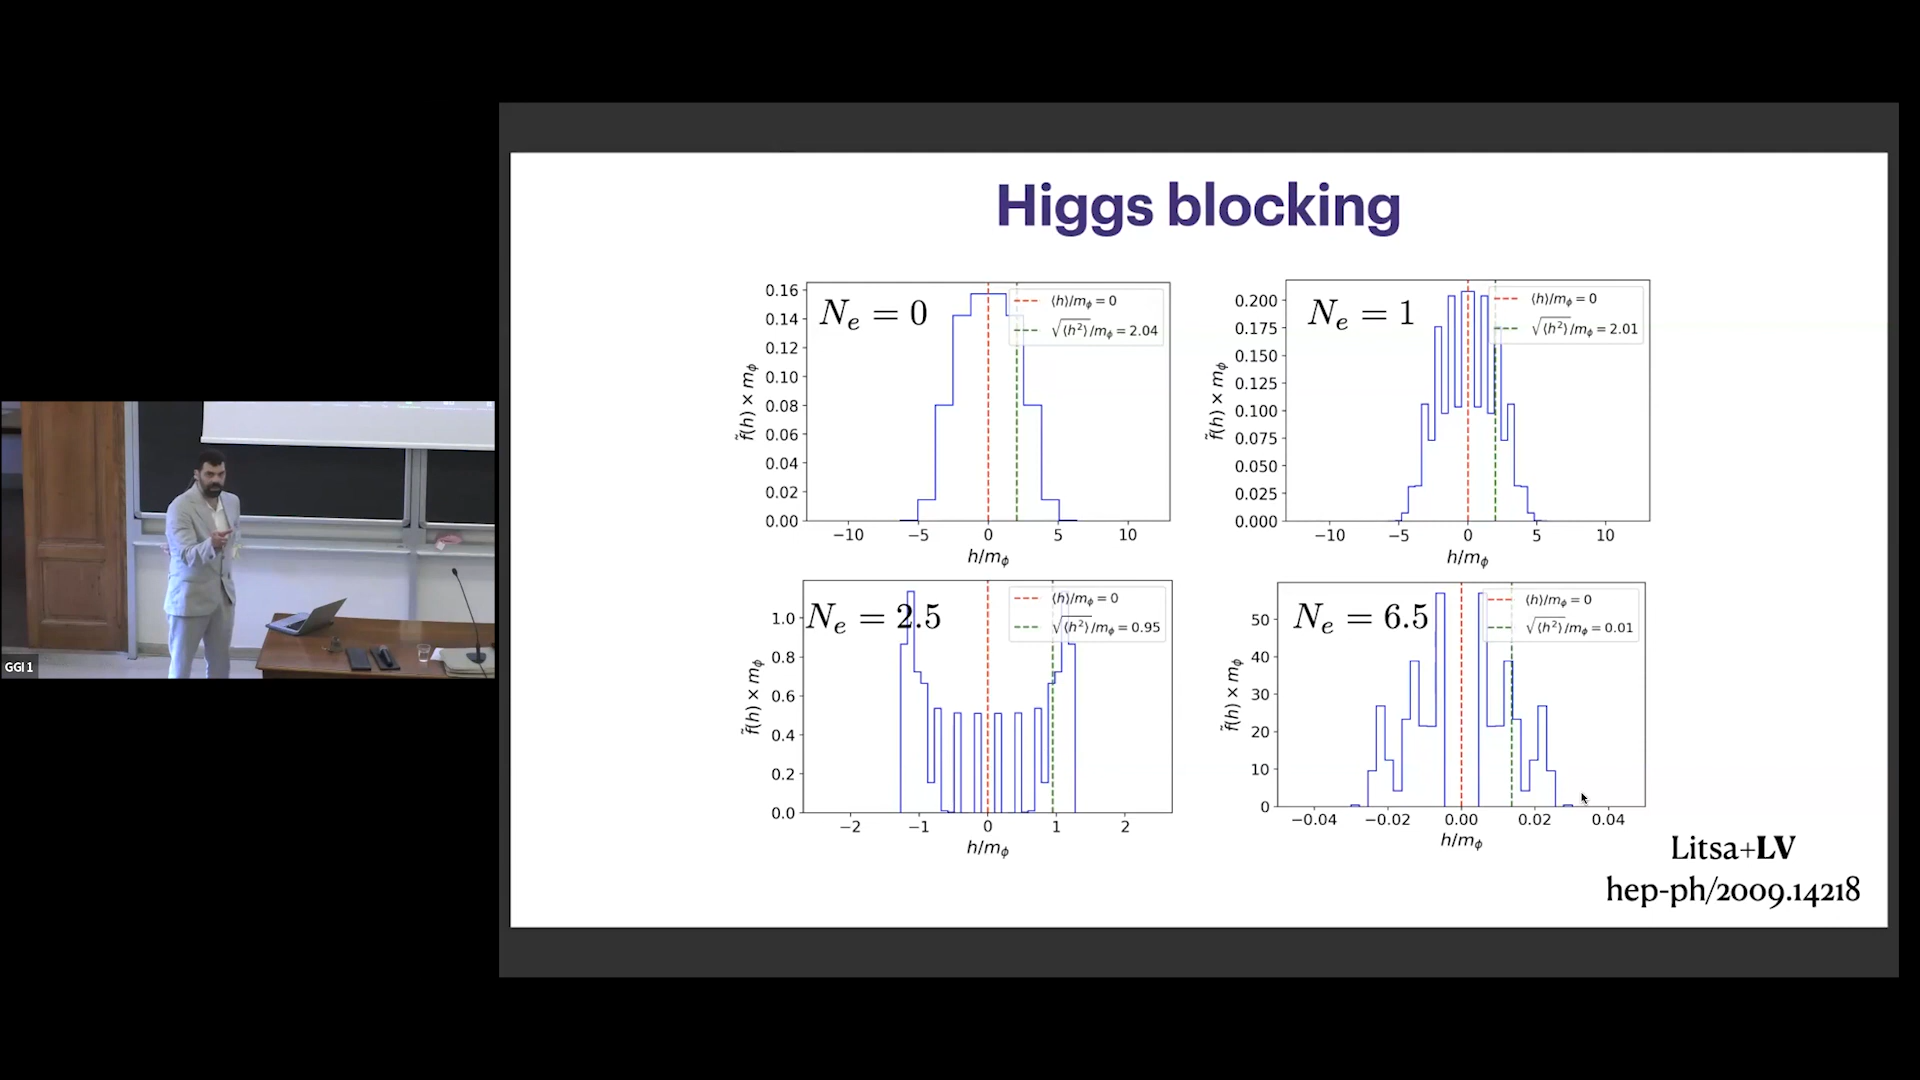 Higgs blocking
N_e = 0
⟨h⟩/m_ϕ = 0
√⟨h²⟩/m_ϕ = 2.04
f̃(h) × m_ϕ
0.16
0.14
0.12
0.10
0.08
0.06
0.04
0.02
0.00
−10 −5 0 5 10
h/m_ϕ
N_e = 1
⟨h⟩/m_ϕ = 0
√⟨h²⟩/m_ϕ = 2.01
f̃(h) × m_ϕ
0.200
0.175
0.150
0.125
0.100
0.075
0.050
0.025
0.000
−10 −5 0 5 10
h/m_ϕ
N_e = 2.5
⟨h⟩/m_ϕ = 0
√⟨h²⟩/m_ϕ = 0.95
f̃(h) × m_ϕ
1.0
0.8
0.6
0.4
0.2
0.0
−2 −1 0 1 2
h/m_ϕ
N_e = 6.5
⟨h⟩/m_ϕ = 0
√⟨h²⟩/m_ϕ = 0.01
f̃(h) × m_ϕ
50
40
30
20
10
0
−0.04 −0.02 0.00 0.02 0.04
h/m_ϕ
Litsa+LV
hep-ph/2009.14218
GGI 1